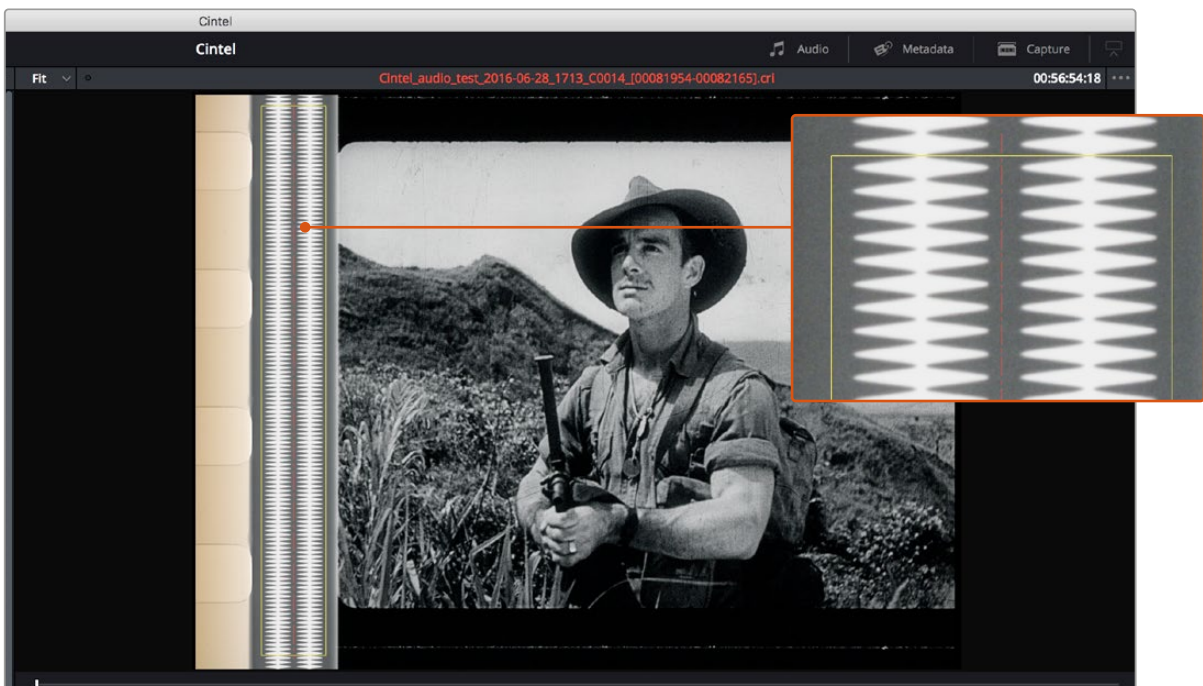 Cintel
Cintel Audio Metadata Capture
Fit Cintel_audio_test_2016-06-28_1713_C0014_[00081954-00082165].cri 00:56:54:18